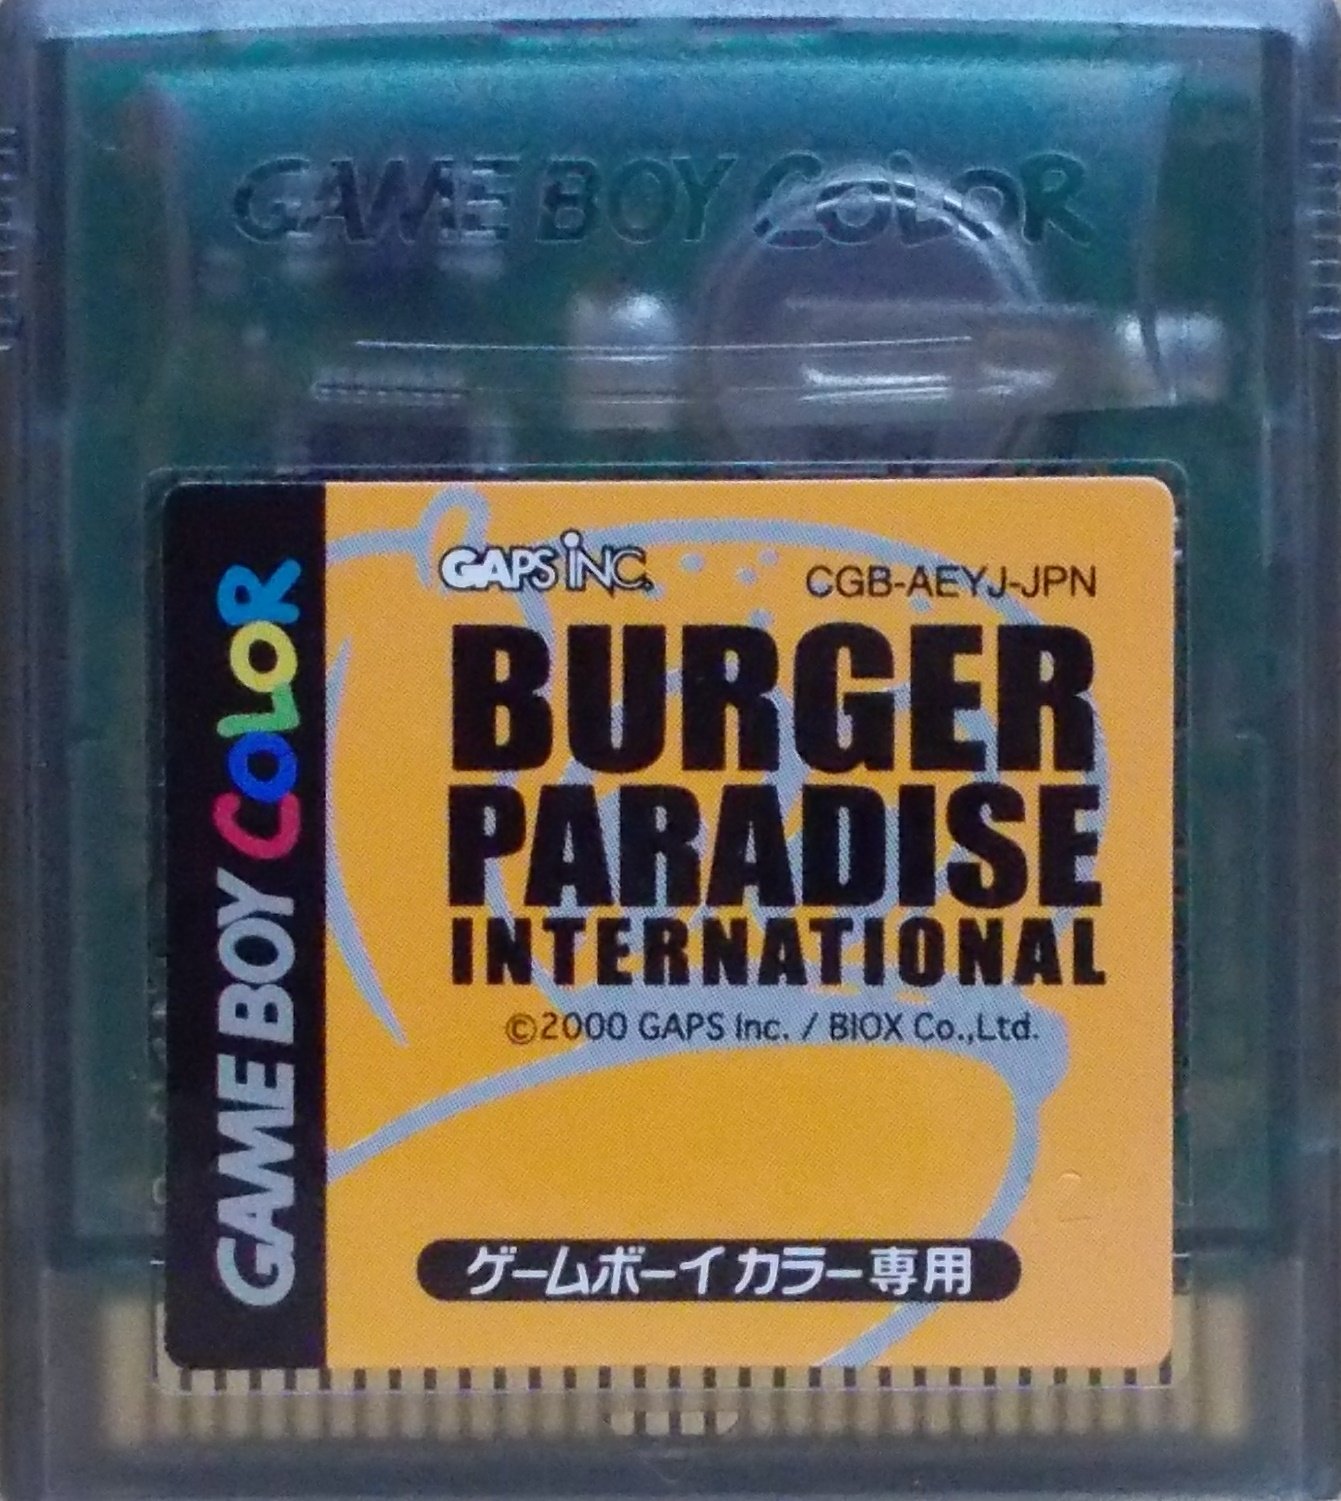 GAME BOY COLOR
GAME BOY COLOR
GAPS INC.
CGB-AEYJ-JPN
BURGER
PARADISE
INTERNATIONAL
©2000 GAPS Inc. / BIOX Co.,Ltd.
ゲームボーイカラー専用